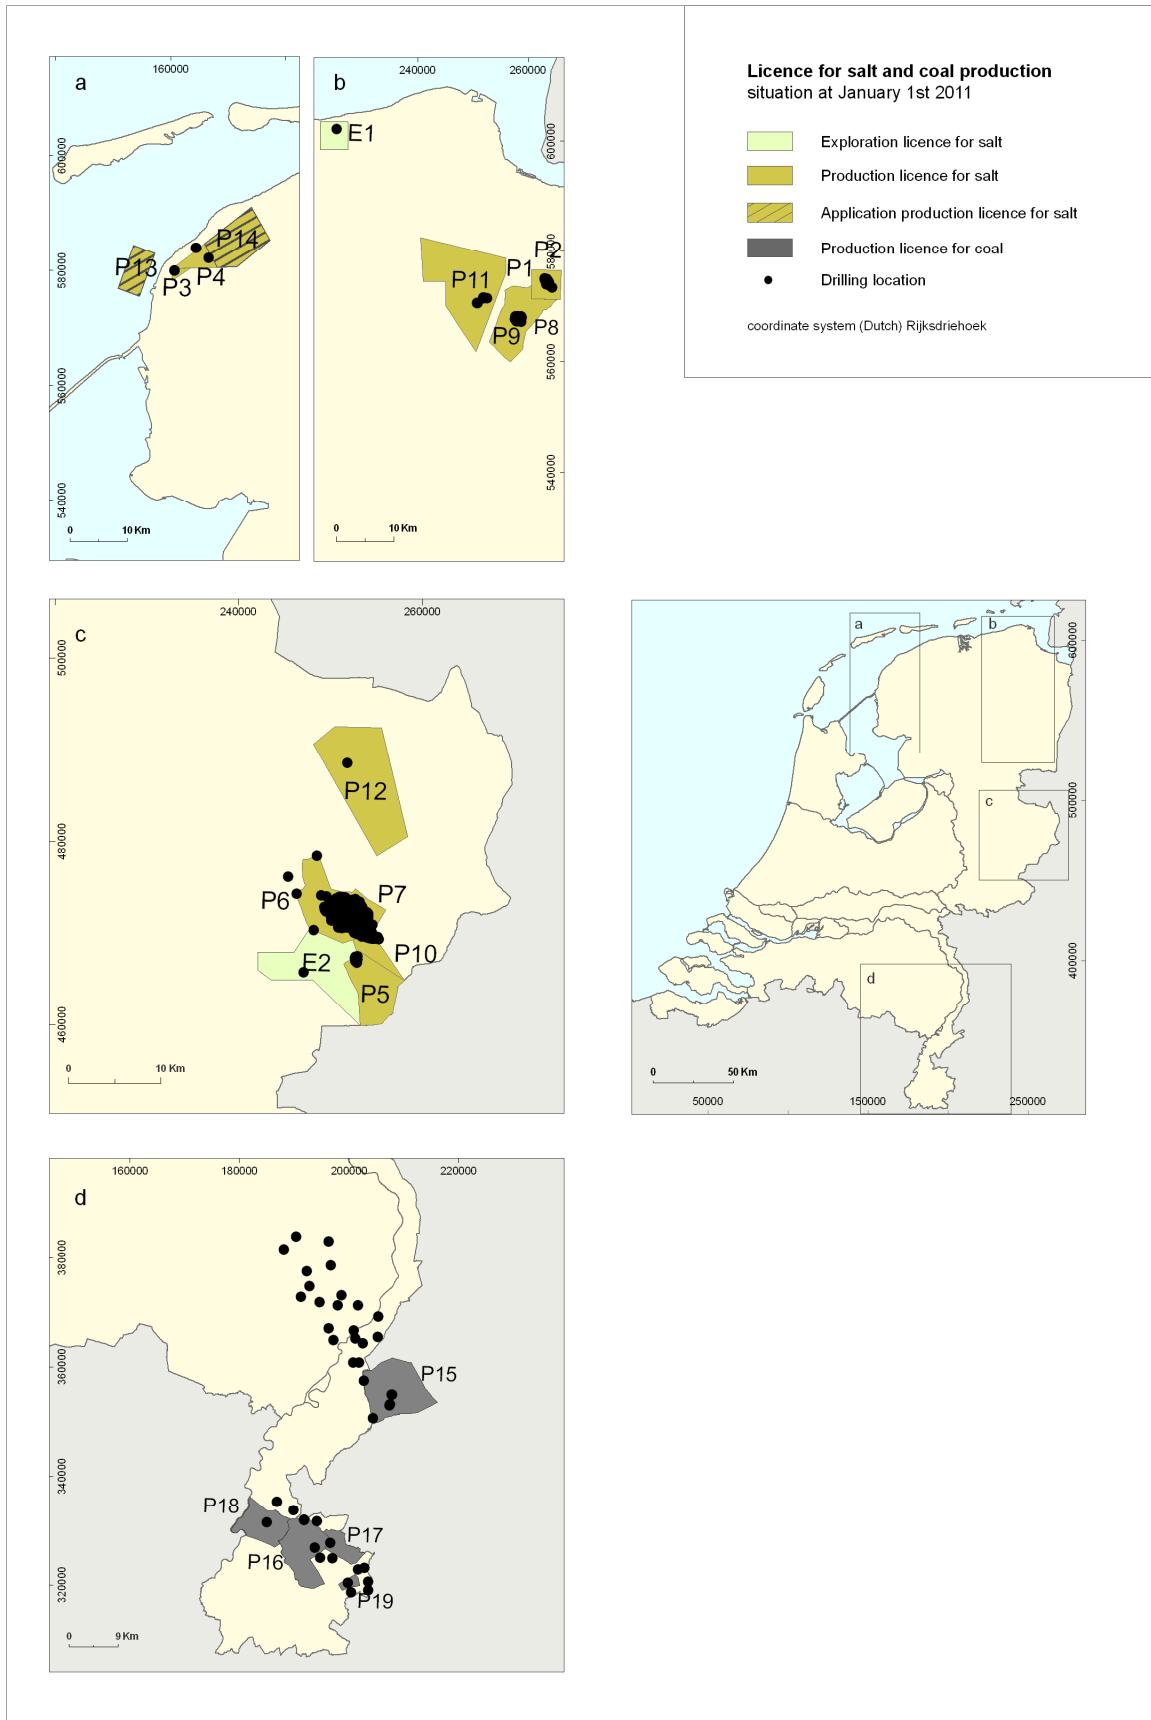 Licence for salt and coal production
situation at January 1st 2011
Exploration licence for salt
Production licence for salt
Application production licence for salt
Production licence for coal
Drilling location
coordinate system (Dutch) Rijksdriehoek
a
160000
600000
580000
560000
540000
P13
P14
P3
P4
0 10 Km
b
240000
260000
600000
580000
560000
540000
E1
P2
P1
P11
P9
P8
0 10 Km
c
240000
260000
500000
480000
460000
P12
P7
P6
P10
E2
P5
0 10 Km
a
b
c
d
600000
500000
400000
0 50 Km
50000
150000
250000
d
160000
180000
200000
220000
380000
360000
340000
320000
P15
P18
P17
P16
P19
0 9 Km